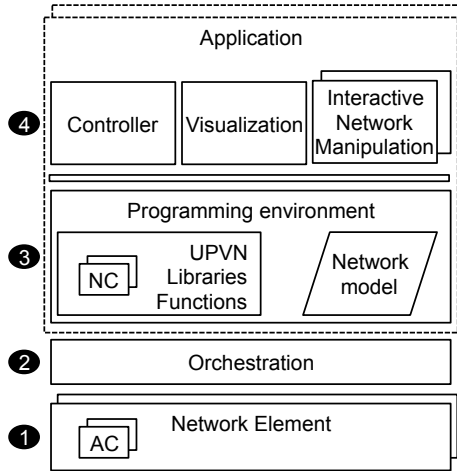 Application
4
Controller
Visualization
Interactive
Network
Manipulation
Programming environment
3
NC
UPVN
Libraries
Functions
Network
model
2
Orchestration
1
Network Element
AC